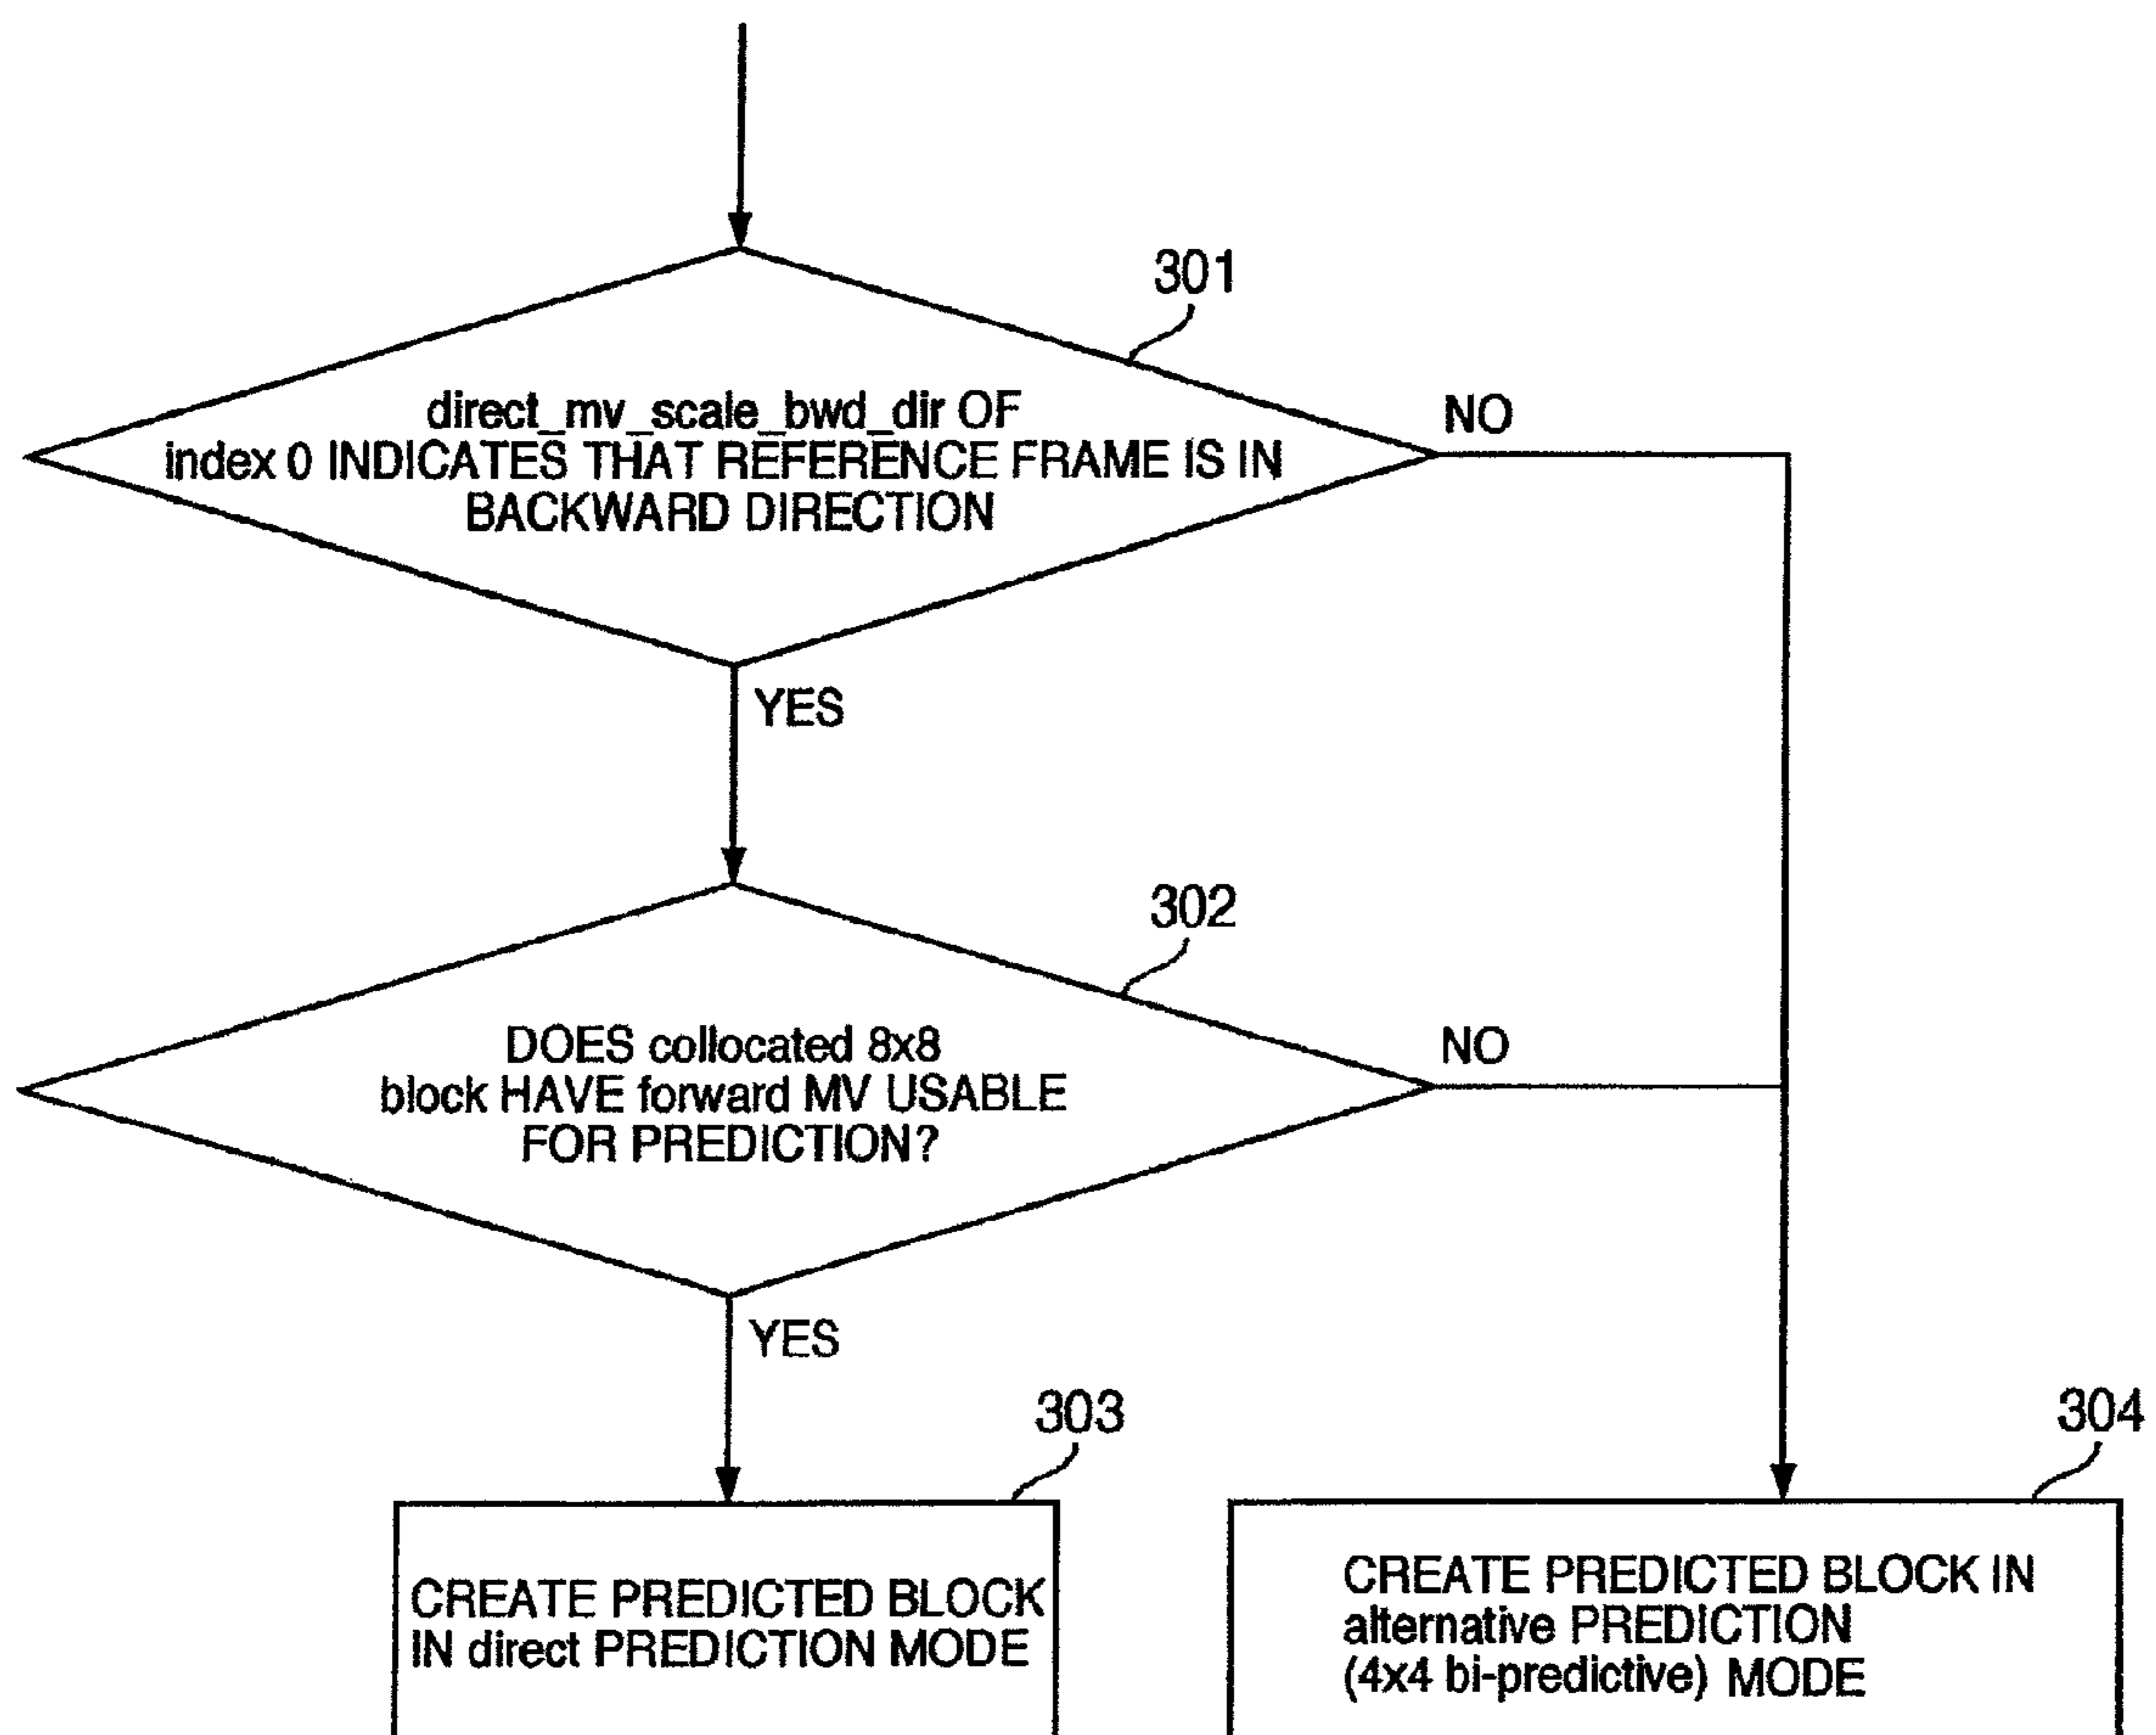 301
direct_mv_scale_bwd_dir OF
index 0 INDICATES THAT REFERENCE FRAME IS IN
BACKWARD DIRECTION
NO
YES
302
DOES collocated 8x8
block HAVE forward MV USABLE
FOR PREDICTION?
NO
YES
303
304
CREATE PREDICTED BLOCK
IN direct PREDICTION MODE
CREATE PREDICTED BLOCK IN
alternative PREDICTION
(4x4 bi-predictive) MODE